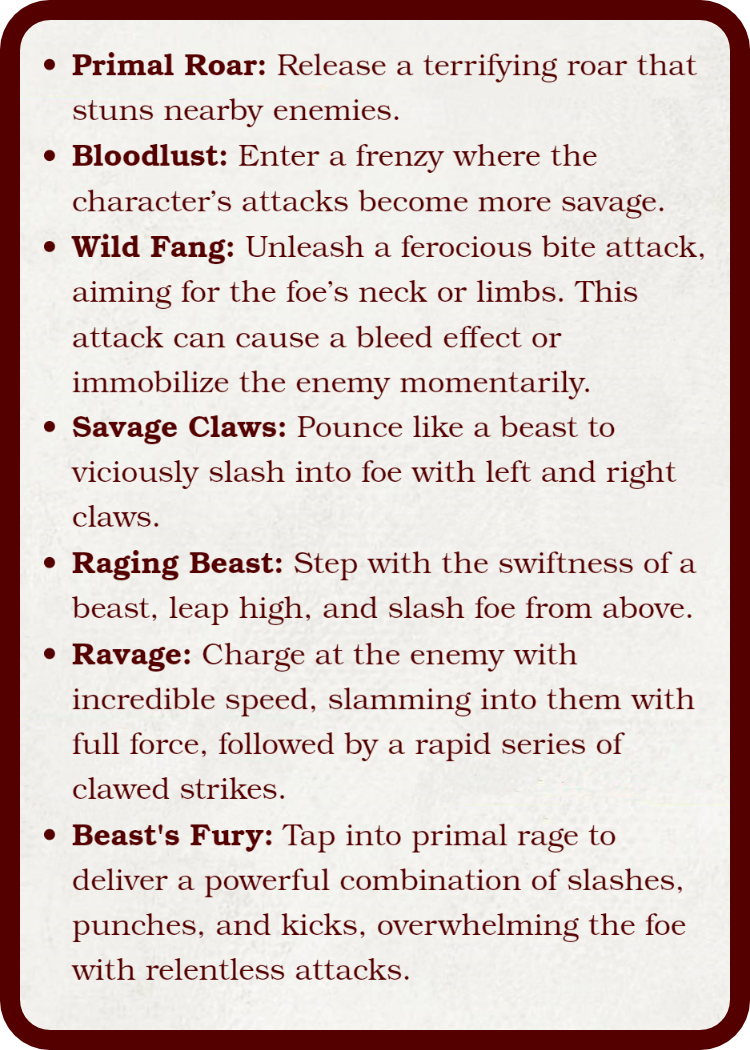 • Primal Roar: Release a terrifying roar that
stuns nearby enemies.
• Bloodlust: Enter a frenzy where the
character’s attacks become more savage.
• Wild Fang: Unleash a ferocious bite attack,
aiming for the foe’s neck or limbs. This
attack can cause a bleed effect or
immobilize the enemy momentarily.
• Savage Claws: Pounce like a beast to
viciously slash into foe with left and right
claws.
• Raging Beast: Step with the swiftness of a
beast, leap high, and slash foe from above.
• Ravage: Charge at the enemy with
incredible speed, slamming into them with
full force, followed by a rapid series of
clawed strikes.
• Beast's Fury: Tap into primal rage to
deliver a powerful combination of slashes,
punches, and kicks, overwhelming the foe
with relentless attacks.